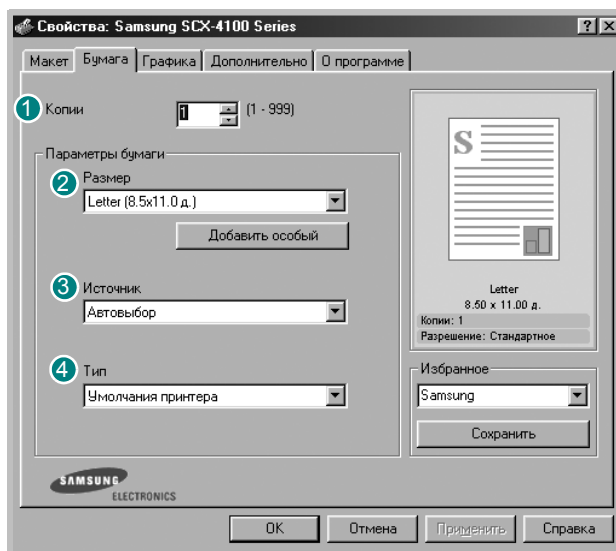 Свойства: Samsung SCX-4100 Series
Макет Бумага Графика Дополнительно О программе
1 Копии 1 (1 - 999)
Параметры бумаги
2 Размер
Letter (8.5x11.0 д.)
Добавить особый
3 Источник
Автовыбор
4 Тип
Умолчания принтера
S
Letter
8.50 x 11.00 д.
Копии: 1
Разрешение: Стандартное
Избранное
Samsung
Сохранить
SAMSUNG
ELECTRONICS
OK Отмена Применить Справка